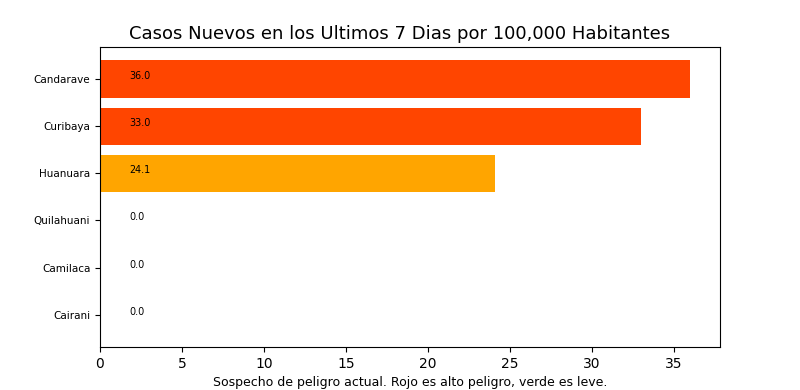 Casos Nuevos en los Ultimos 7 Dias por 100,000 Habitantes
Candarave 36.0
Curibaya 33.0
Huanuara 24.1
Quilahuani 0.0
Camilaca 0.0
Cairani 0.0
0 5 10 15 20 25 30 35
Sospecho de peligro actual. Rojo es alto peligro, verde es leve.